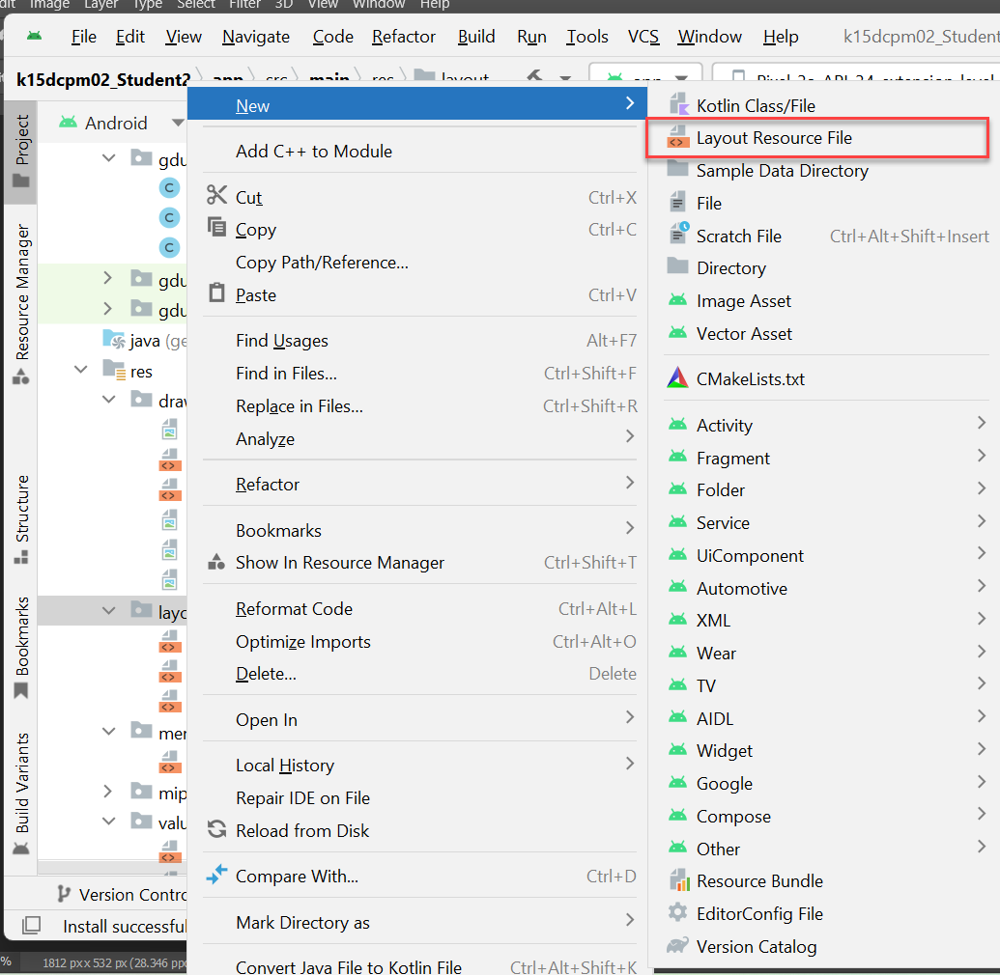 dit Image Layer Type Select Filter 3D View Window Help
File Edit View Navigate Code Refactor Build Run Tools VCS Window Help k15dcpm02_Student
k15dcpm02_Student2 app src main res layout app Pixel_2a_API_24_extension_level
Project
Resource Manager
Structure
Bookmarks
Build Variants
Android
gdu
gdu
gdu
java (ge
res
draw
layo
mer
mip
valu
Version Contro
Install successful
% 1812 px x 532 px (28.346 ppc
New
Add C++ to Module
Cut Ctrl+X
Copy Ctrl+C
Copy Path/Reference...
Paste Ctrl+V
Find Usages Alt+F7
Find in Files... Ctrl+Shift+F
Replace in Files... Ctrl+Shift+R
Analyze
Refactor
Bookmarks
Show In Resource Manager Ctrl+Shift+T
Reformat Code Ctrl+Alt+L
Optimize Imports Ctrl+Alt+O
Delete... Delete
Open In
Local History
Repair IDE on File
Reload from Disk
Compare With... Ctrl+D
Mark Directory as
Convert Java File to Kotlin File Ctrl+Alt+Shift+K
Kotlin Class/File
Layout Resource File
Sample Data Directory
File
Scratch File Ctrl+Alt+Shift+Insert
Directory
Image Asset
Vector Asset
CMakeLists.txt
Activity
Fragment
Folder
Service
UiComponent
Automotive
XML
Wear
TV
AIDL
Widget
Google
Compose
Other
Resource Bundle
EditorConfig File
Version Catalog